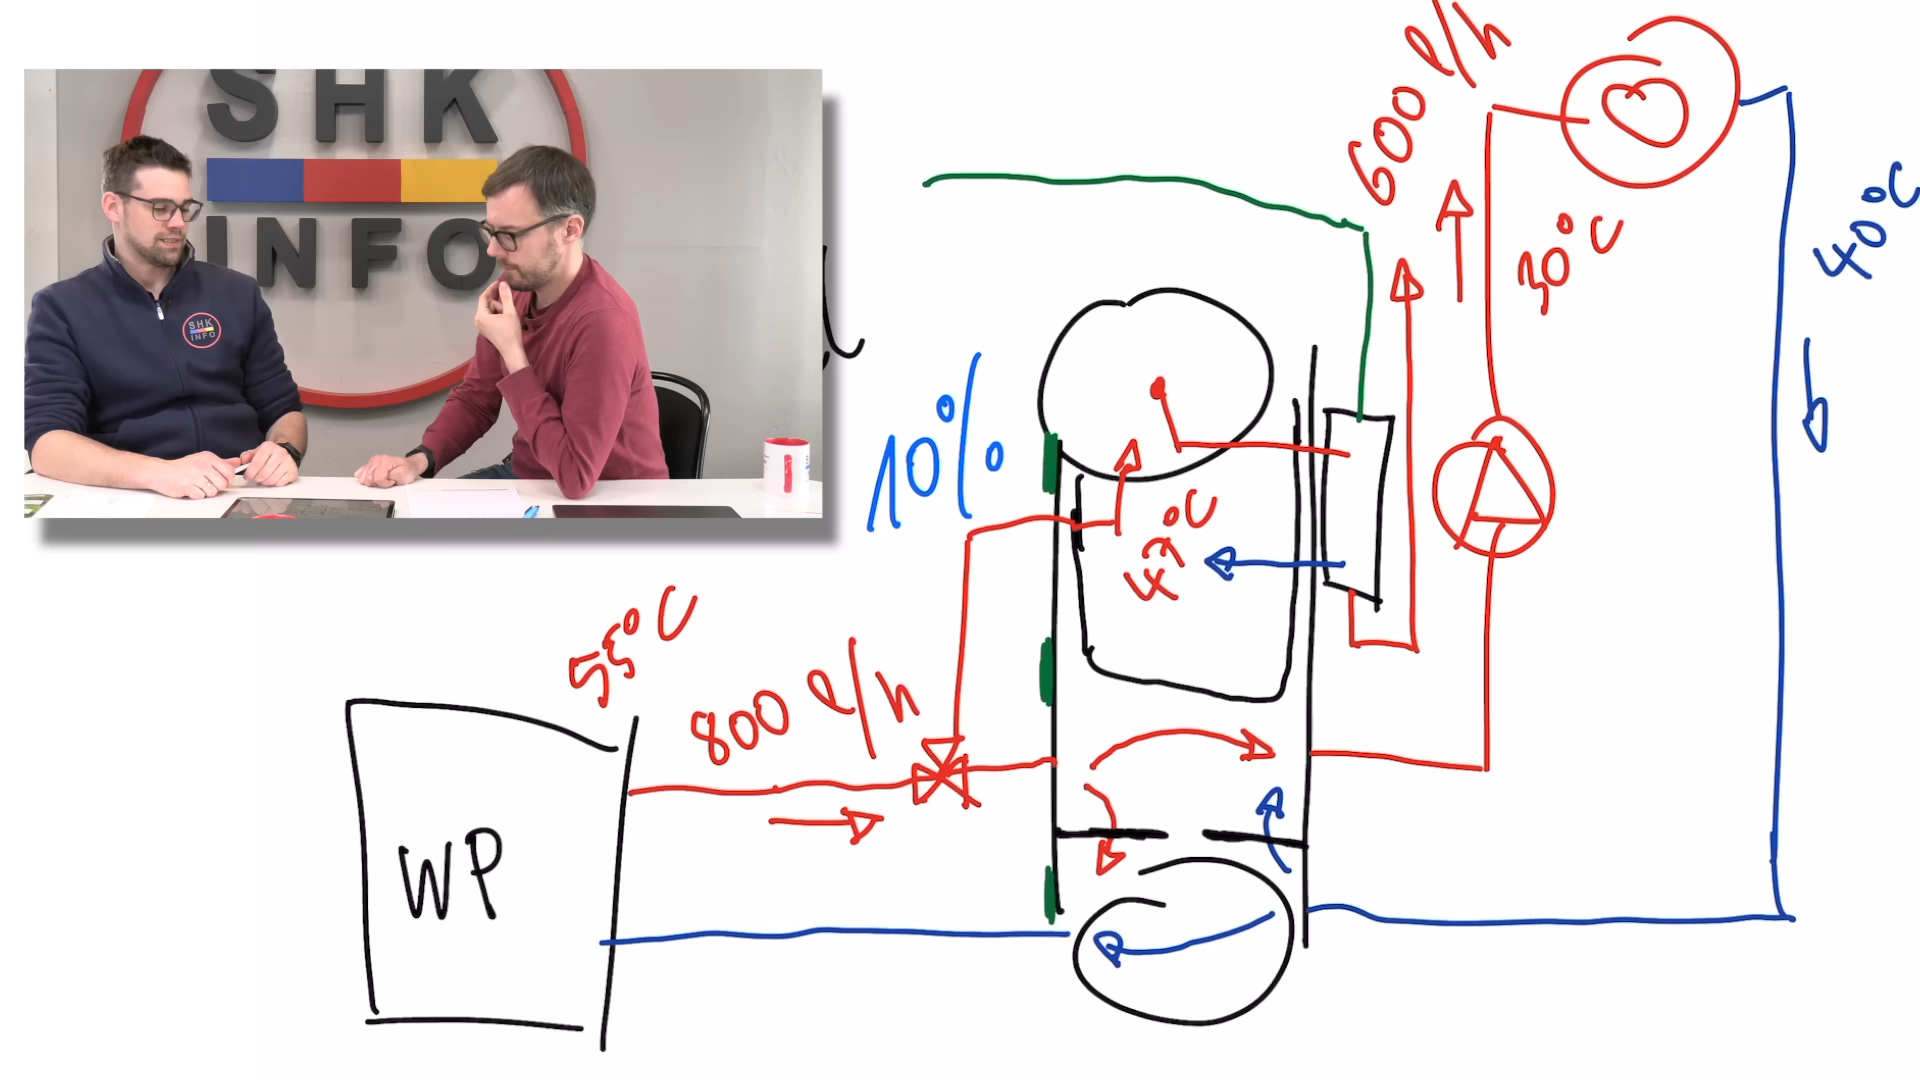 SHK
INFO
SHK
INFO
600 l/h
30°C
40°C
10%
47°C
55°C
800 l/h
WP